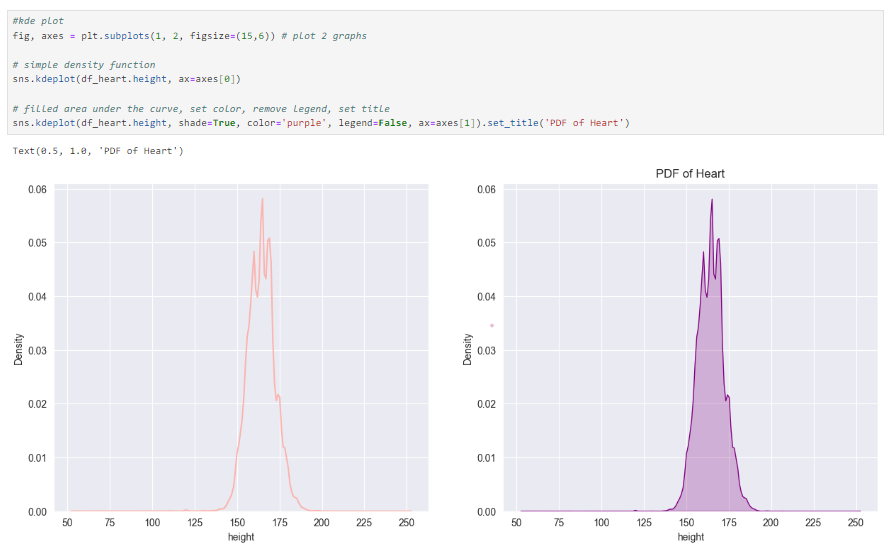 #kde plot
fig, axes = plt.subplots(1, 2, figsize=(15,6)) # plot 2 graphs
# simple density function
sns.kdeplot(df_heart.height, ax=axes[0])
# filled area under the curve, set color, remove Legend, set title
sns.kdeplot(df_heart.height, shade=True, color='purple', legend=False, ax=axes[1]).set_title('PDF of Heart')
Text(0.5, 1.0, 'PDF of Heart')
0.06
0.05
0.04
0.03
0.02
0.01
0.00
Density
50 75 100 125 150 175 200 225 250
height
PDF of Heart
0.06
0.05
0.04
0.03
0.02
0.01
0.00
Density
50 75 100 125 150 175 200 225 250
height